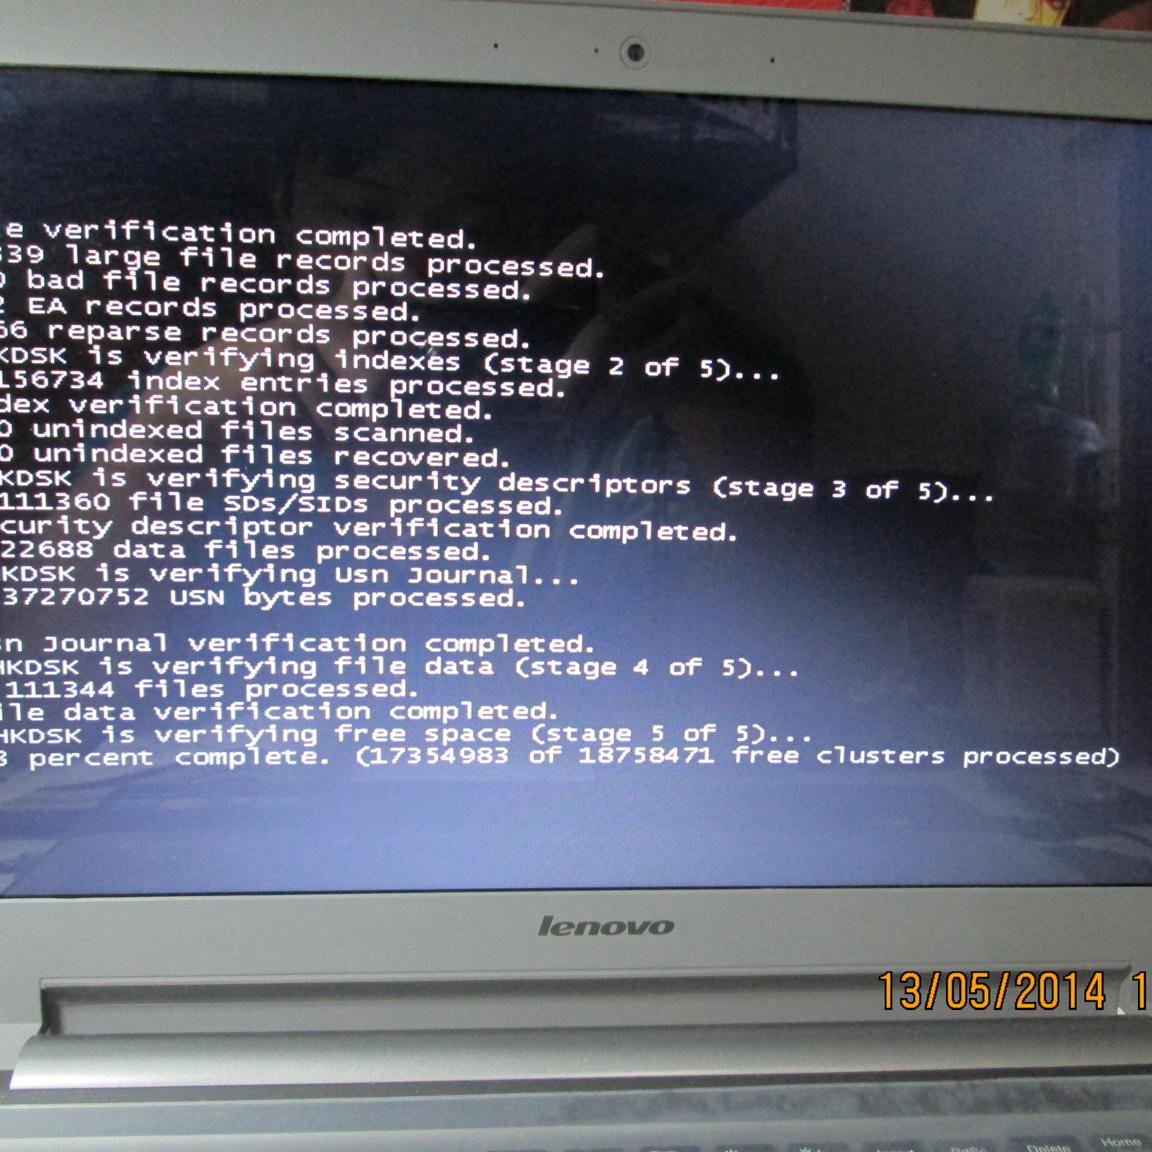 e verification completed.
339 large file records processed.
0 bad file records processed.
2 EA records processed.
66 reparse records processed.
KDSK is verifying indexes (stage 2 of 5)...
156734 index entries processed.
dex verification completed.
0 unindexed files scanned.
0 unindexed files recovered.
KDSK is verifying security descriptors (stage 3 of 5)...
111360 file SDs/SIDs processed.
curity descriptor verification completed.
22688 data files processed.
KDSK is verifying Usn Journal...
37270752 USN bytes processed.
sn Journal verification completed.
HKDSK is verifying file data (stage 4 of 5)...
111344 files processed.
ile data verification completed.
HKDSK is verifying free space (stage 5 of 5)...
3 percent complete. (17354983 of 18758471 free clusters processed)
lenovo
13/05/2014 1
Delete Home